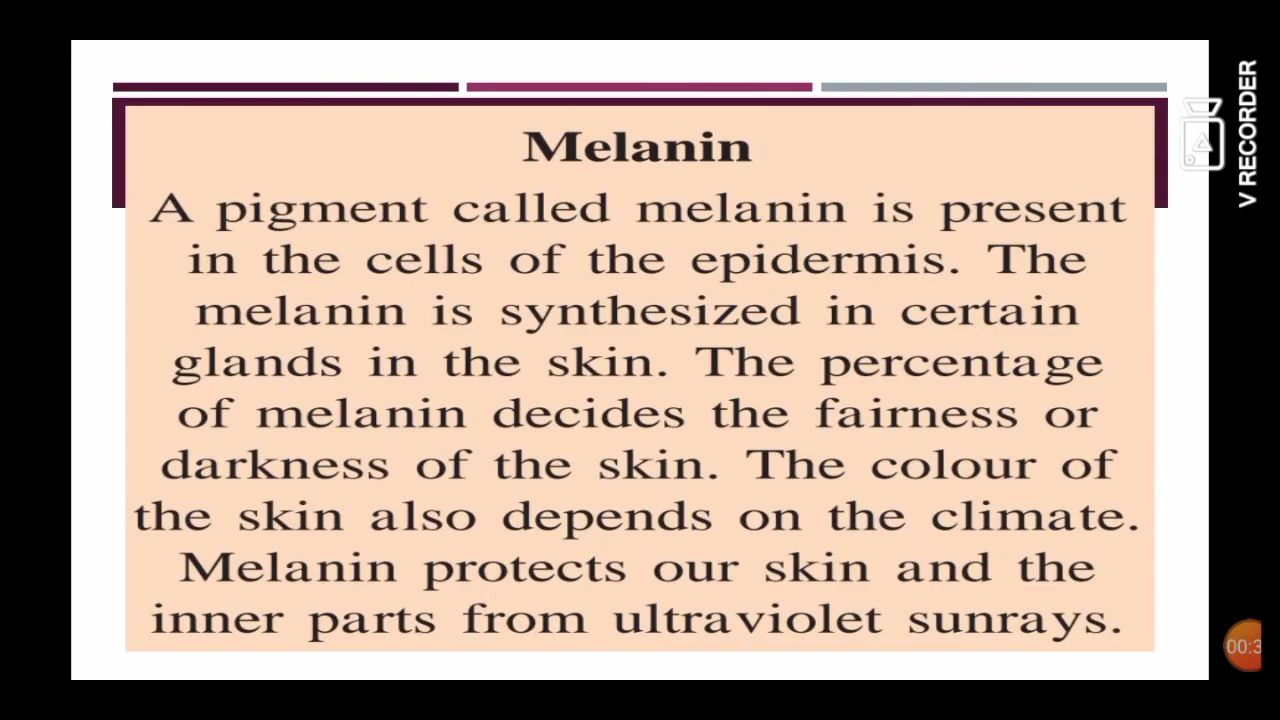 Melanin
A pigment called melanin is present
in the cells of the epidermis. The
melanin is synthesized in certain
glands in the skin. The percentage
of melanin decides the fairness or
darkness of the skin. The colour of
the skin also depends on the climate.
Melanin protects our skin and the
inner parts from ultraviolet sunrays.
V RECORDER
00:3